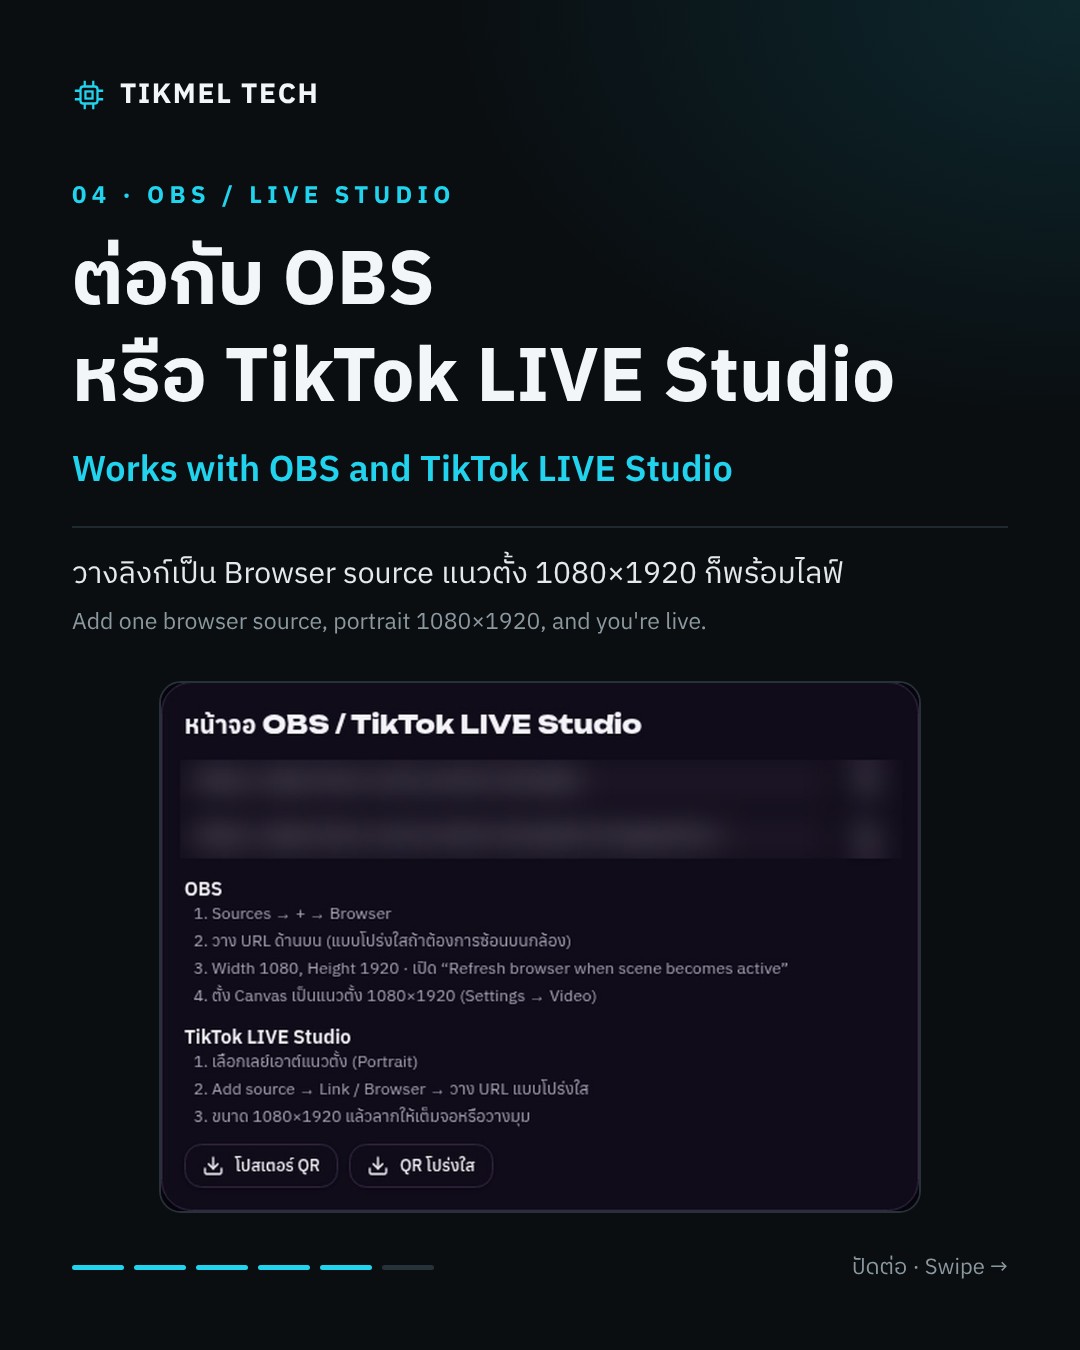 TIKMEL TECH
04 · OBS / LIVE STUDIO
ต่อกับ OBS
หรือ TikTok LIVE Studio
Works with OBS and TikTok LIVE Studio
วางลิงก์เป็น Browser source แนวตั้ง 1080×1920 ก็พร้อมไลฟ์
Add one browser source, portrait 1080×1920, and you're live.
หน้าจอ OBS / TikTok LIVE Studio
OBS
1. Sources → + → Browser
2. วาง URL ด้านบน (แบบโปร่งใสถ้าต้องการซ้อนบนกล้อง)
3. Width 1080, Height 1920 · เปิด “Refresh browser when scene becomes active”
4. ตั้ง Canvas เป็นแนวตั้ง 1080×1920 (Settings → Video)
TikTok LIVE Studio
1. เลือกเลย์เอาต์แนวตั้ง (Portrait)
2. Add source → Link / Browser → วาง URL แบบโปร่งใส
3. ขนาด 1080×1920 แล้วลากให้เต็มจอหรือวางมุม
โปสเตอร์ QR
QR โปร่งใส
ปัดต่อ · Swipe →